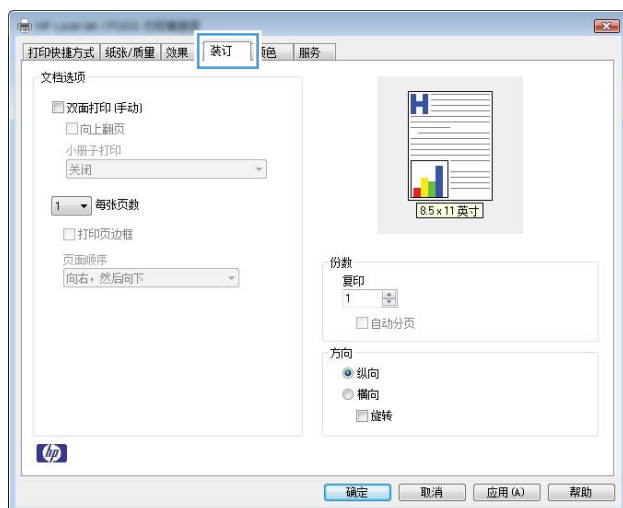 打印快捷方式 纸张/质量 效果 装订 颜色 服务
文档选项
双面打印 (手动)
向上翻页
小册子打印
关闭
1 每张页数
打印页边框
页面顺序
向右，然后向下
H
8.5 x 11 英寸
份数
复印
1
自动分页
方向
纵向
横向
旋转
hp
确定 取消 应用 (A) 帮助